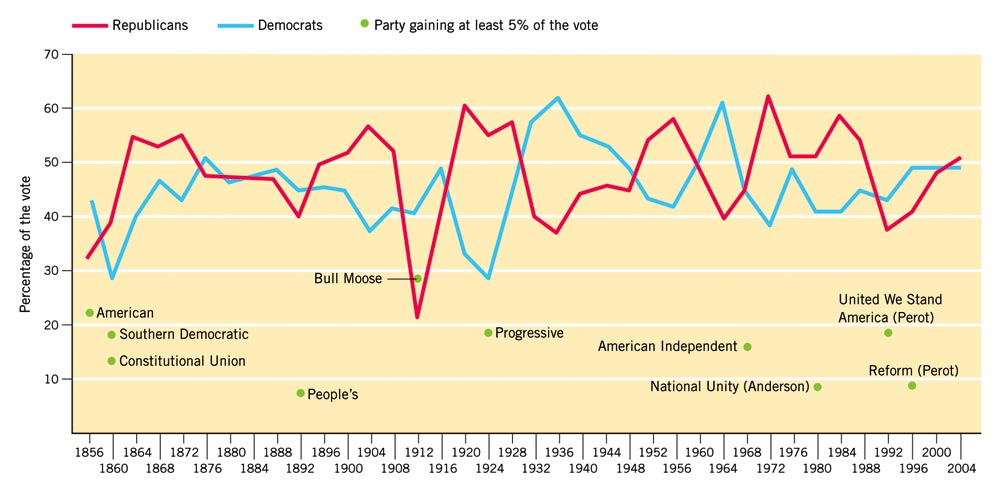 Republicans Democrats Party gaining at least 5% of the vote
70
60
50
40
30
20
10
Percentage of the vote
Bull Moose
American
Southern Democratic
Constitutional Union
People's
Progressive
American Independent
National Unity (Anderson)
United We Stand
America (Perot)
Reform (Perot)
1856 1864 1872 1880 1888 1896 1904 1912 1920 1928 1936 1944 1952 1960 1968 1976 1984 1992 2000
1860 1868 1876 1884 1892 1900 1908 1916 1924 1932 1940 1948 1956 1964 1972 1980 1988 1996 2004